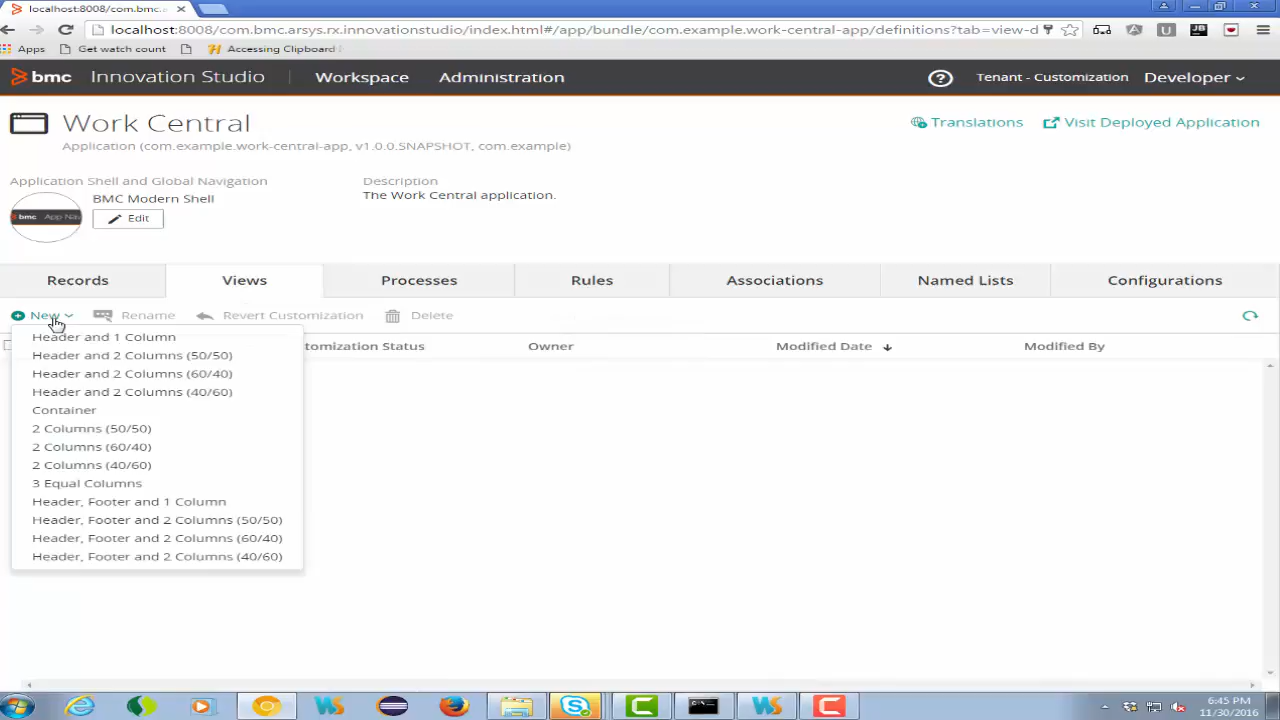 localhost:8008/com.bmc.a
localhost:8008/com.bmc.arsys.rx.innovationstudio/index.html#/app/bundle/com.example.work-central-app/definitions?tab=view-d
Apps Get watch count Accessing Clipboard
bmc Innovation Studio Workspace Administration Tenant - Customization Developer
Work Central
Translations Visit Deployed Application
Application (com.example.work-central-app, v1.0.0.SNAPSHOT, com.example)
Application Shell and Global Navigation Description
BMC Modern Shell The Work Central application.
bmc App Nav Edit
Records Views Processes Rules Associations Named Lists Configurations
New Rename Revert Customization Delete
tomization Status Owner Modified Date Modified By
Header and 1 Column
Header and 2 Columns (50/50)
Header and 2 Columns (60/40)
Header and 2 Columns (40/60)
Container
2 Columns (50/50)
2 Columns (60/40)
2 Columns (40/60)
3 Equal Columns
Header, Footer and 1 Column
Header, Footer and 2 Columns (50/50)
Header, Footer and 2 Columns (60/40)
Header, Footer and 2 Columns (40/60)
6:45 PM
11/30/2016